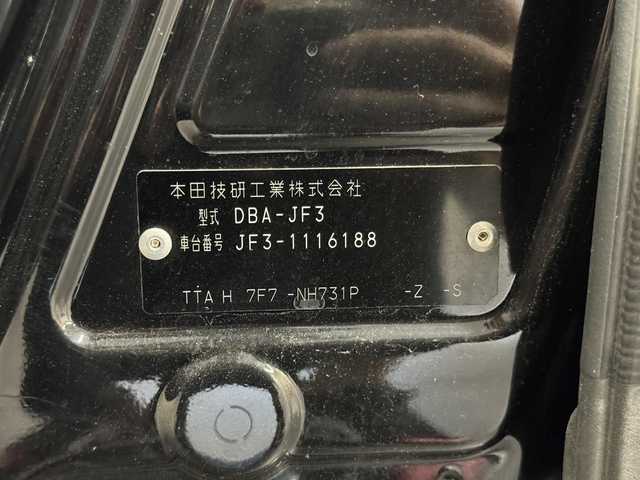 本田技研工業株式会社
型式 DBA-JF3
車台番号 JF3-1116188
TTA H 7F7 -NH731P -Z -S